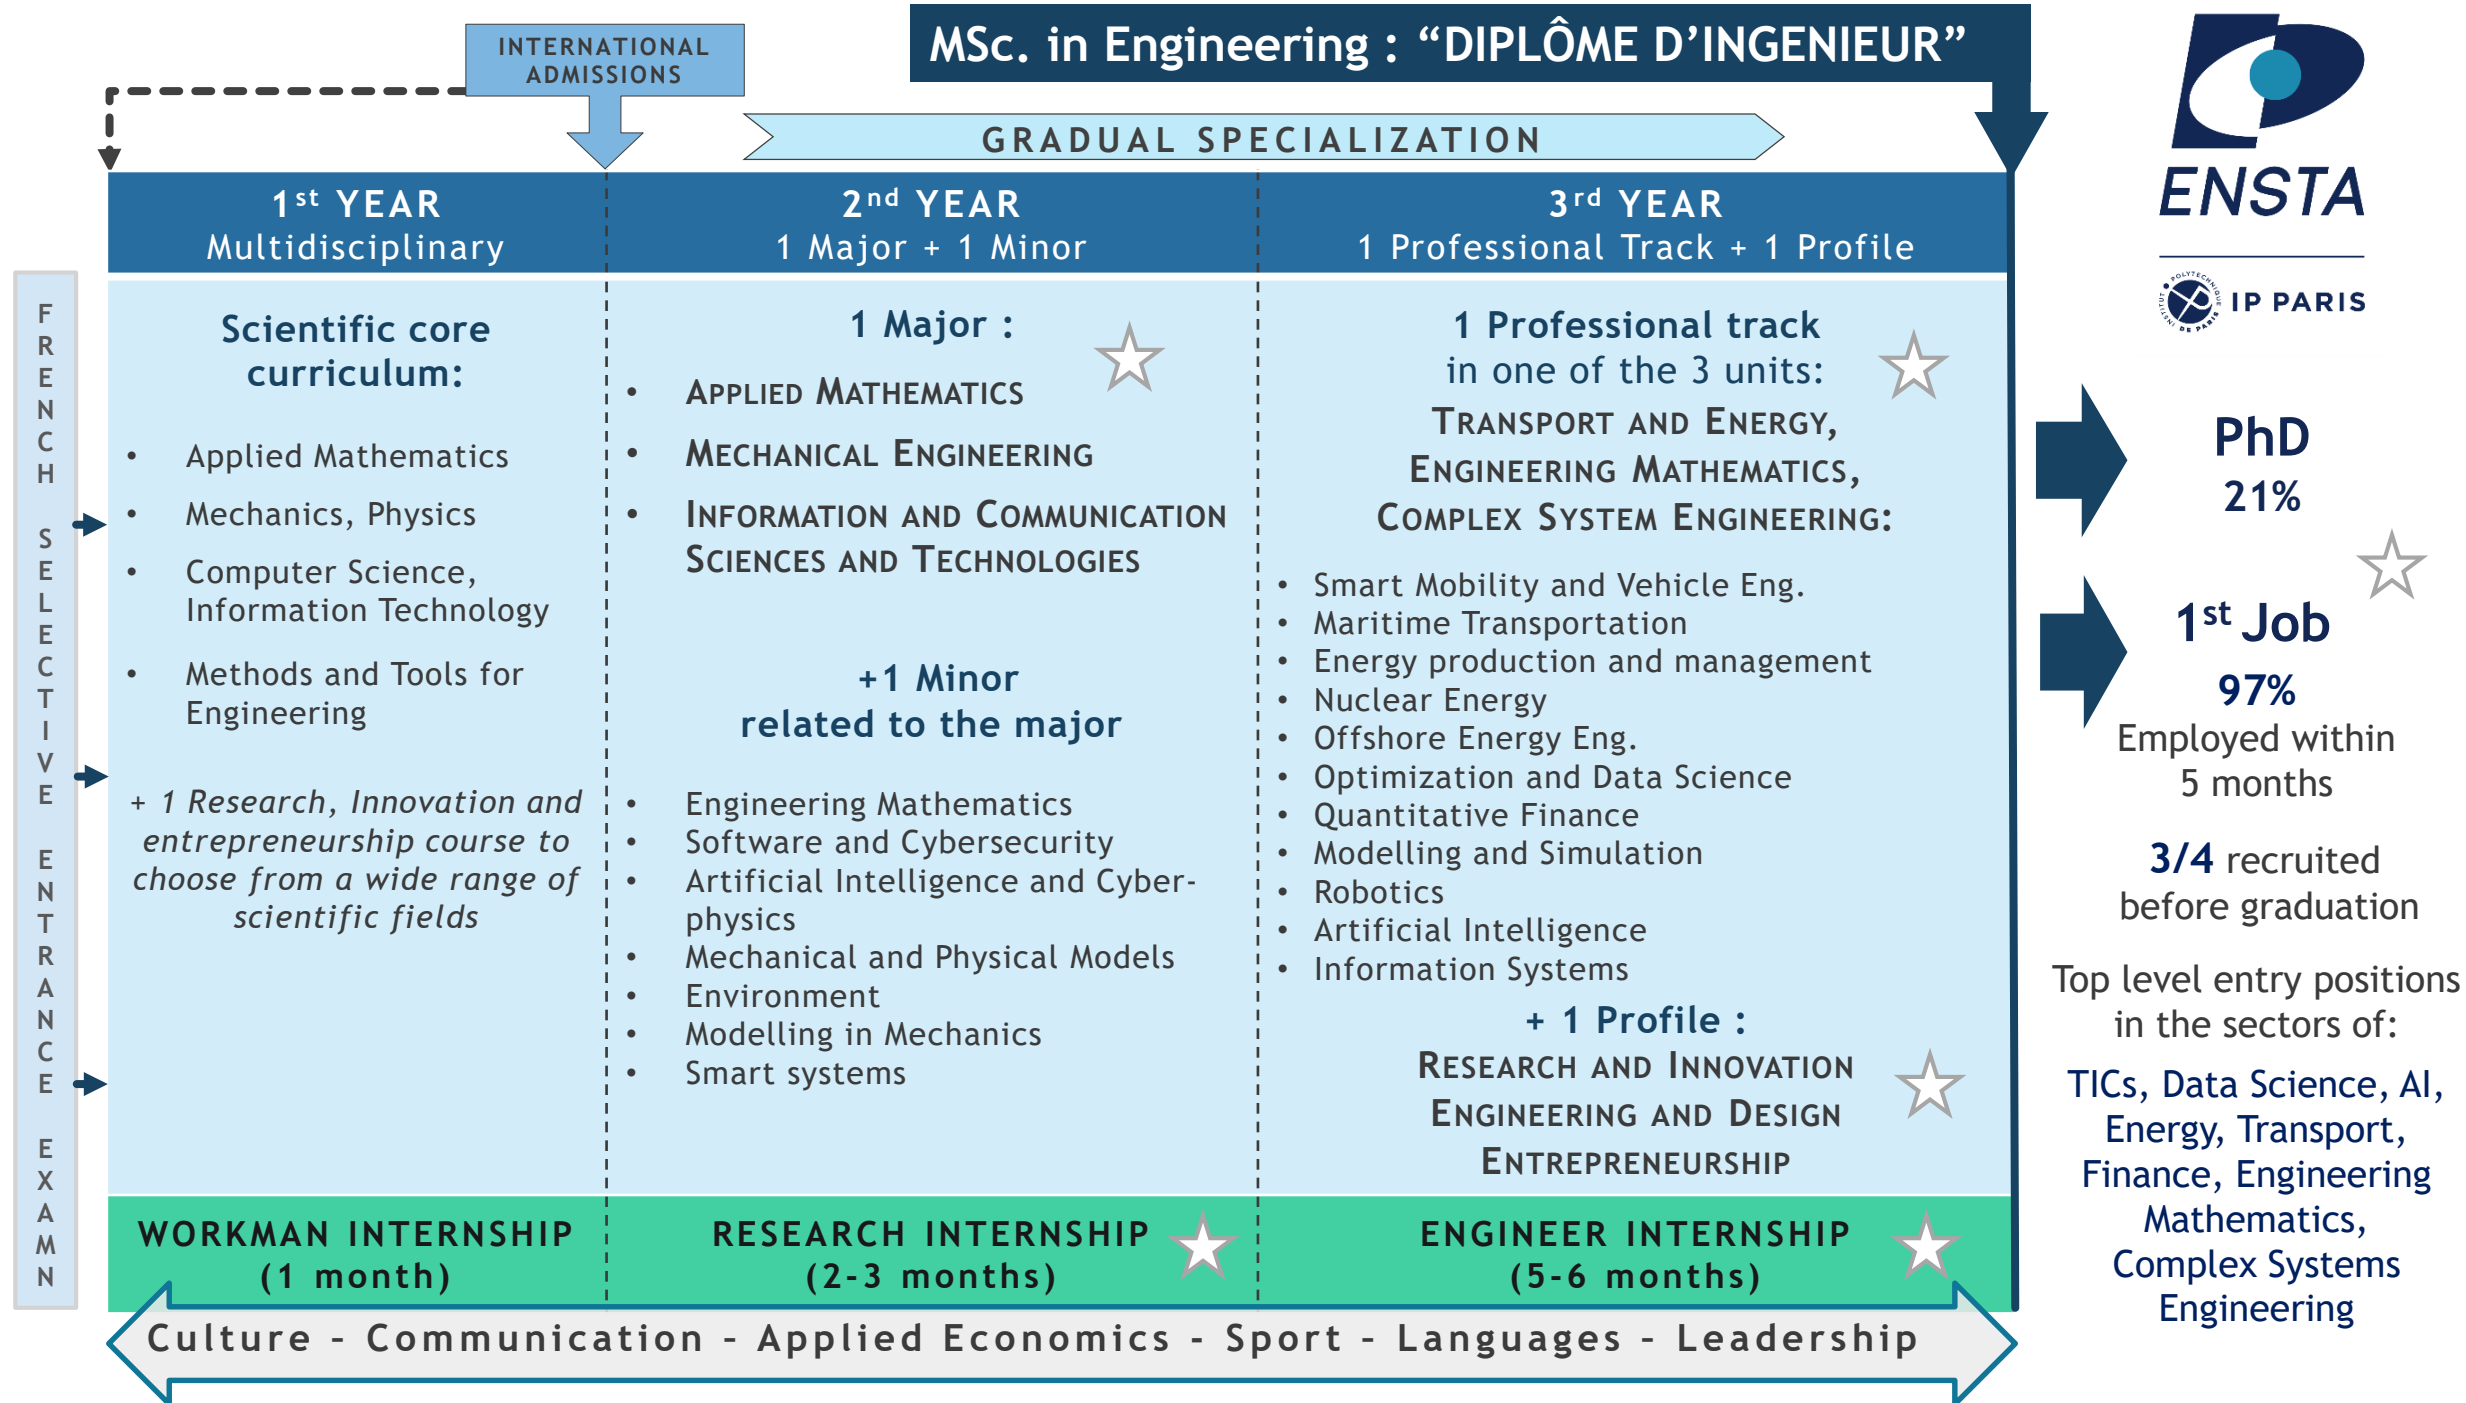 INTERNATIONAL
ADMISSIONS
MSc. in Engineering : “DIPLÔME D’INGENIEUR”
GRADUAL SPECIALIZATION
ENSTA
INSTITUT POLYTECHNIQUE DE PARIS
IP PARIS
FRENCH SELECTIVE ENTRANCE EXAMN
1st YEAR
Multidisciplinary
Scientific core
curriculum:
• Applied Mathematics
• Mechanics, Physics
• Computer Science,
Information Technology
• Methods and Tools for
Engineering
+ 1 Research, Innovation and
entrepreneurship course to
choose from a wide range of
scientific fields
WORKMAN INTERNSHIP
(1 month)
2nd YEAR
1 Major + 1 Minor
1 Major :
• APPLIED MATHEMATICS
• MECHANICAL ENGINEERING
• INFORMATION AND COMMUNICATION
SCIENCES AND TECHNOLOGIES
+1 Minor
related to the major
• Engineering Mathematics
• Software and Cybersecurity
• Artificial Intelligence and Cyber-
physics
• Mechanical and Physical Models
• Environment
• Modelling in Mechanics
• Smart systems
RESEARCH INTERNSHIP
(2-3 months)
3rd YEAR
1 Professional Track + 1 Profile
1 Professional track
in one of the 3 units:
TRANSPORT AND ENERGY,
ENGINEERING MATHEMATICS,
COMPLEX SYSTEM ENGINEERING:
• Smart Mobility and Vehicle Eng.
• Maritime Transportation
• Energy production and management
• Nuclear Energy
• Offshore Energy Eng.
• Optimization and Data Science
• Quantitative Finance
• Modelling and Simulation
• Robotics
• Artificial Intelligence
• Information Systems
+ 1 Profile :
RESEARCH AND INNOVATION
ENGINEERING AND DESIGN
ENTREPRENEURSHIP
ENGINEER INTERNSHIP
(5-6 months)
Culture – Communication – Applied Economics - Sport – Languages – Leadership
PhD
21%
1st Job
97%
Employed within
5 months
3/4 recruited
before graduation
Top level entry positions
in the sectors of:
TICs, Data Science, AI,
Energy, Transport,
Finance, Engineering
Mathematics,
Complex Systems
Engineering